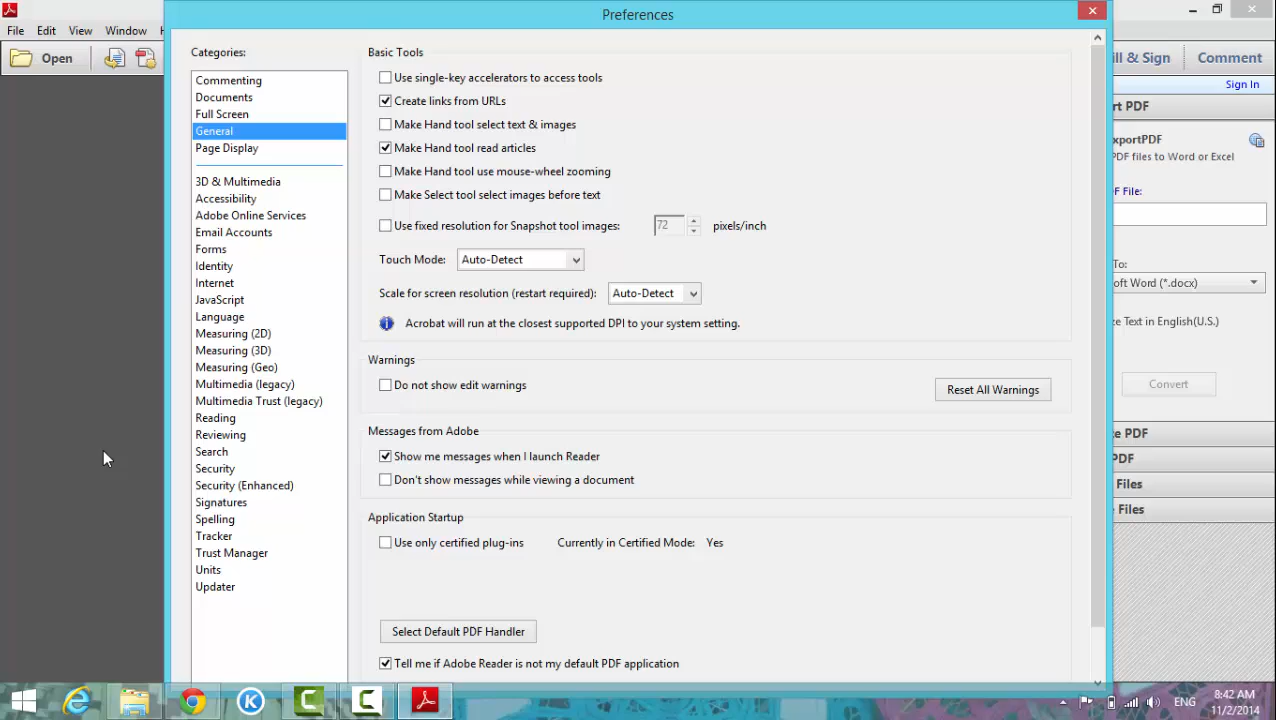 Preferences
File Edit View Window
Open
Fill & Sign Comment
Sign In
Categories:
Commenting
Documents
Full Screen
General
Page Display
3D & Multimedia
Accessibility
Adobe Online Services
Email Accounts
Forms
Identity
Internet
JavaScript
Language
Measuring (2D)
Measuring (3D)
Measuring (Geo)
Multimedia (legacy)
Multimedia Trust (legacy)
Reading
Reviewing
Search
Security
Security (Enhanced)
Signatures
Spelling
Tracker
Trust Manager
Units
Updater
Basic Tools
Use single-key accelerators to access tools
Create links from URLs
Make Hand tool select text & images
Make Hand tool read articles
Make Hand tool use mouse-wheel zooming
Make Select tool select images before text
Use fixed resolution for Snapshot tool images: 72 pixels/inch
Touch Mode: Auto-Detect
Scale for screen resolution (restart required): Auto-Detect
Acrobat will run at the closest supported DPI to your system setting.
Warnings
Do not show edit warnings
Reset All Warnings
Messages from Adobe
Show me messages when I launch Reader
Don't show messages while viewing a document
Application Startup
Use only certified plug-ins Currently in Certified Mode: Yes
Select Default PDF Handler
Tell me if Adobe Reader is not my default PDF application
PDF
PDF files to Word or Excel
File:
To:
(*.docx)
Text in English(U.S.)
Convert
PDF
PDF
Files
Files
ENG
8:42 AM
11/2/2014